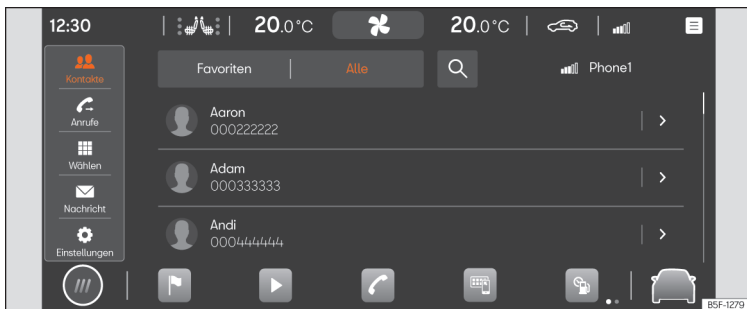 12:30
20.0°C
20.0°C
Kontakte
Favoriten
Alle
Phone1
Anrufe
Aaron
000222222
Wählen
Adam
000333333
Nachricht
Andi
000444444
Einstellungen
B5F-1279